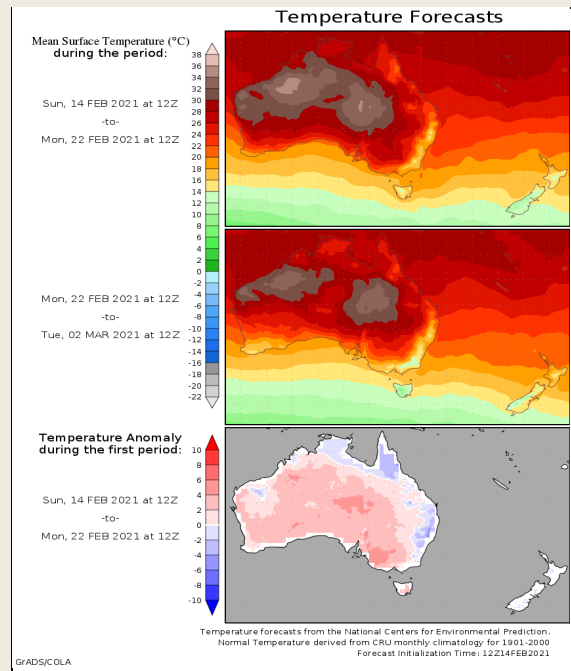 Temperature Forecasts
Mean Surface Temperature (°C)
during the period:
Sun, 14 FEB 2021 at 12Z
-to-
Mon, 22 FEB 2021 at 12Z
38
36
34
32
30
28
26
24
22
20
18
16
14
12
10
8
6
4
2
0
-2
-4
-6
-8
-10
-12
-14
-16
-18
-20
-22
Mon, 22 FEB 2021 at 12Z
-to-
Tue, 02 MAR 2021 at 12Z
Temperature Anomaly
during the first period:
Sun, 14 FEB 2021 at 12Z
-to-
Mon, 22 FEB 2021 at 12Z
10
8
6
4
2
0
-2
-4
-6
-8
-10
Temperature forecasts from the National Centers for Environmental Prediction.
Normal Temperature derived from CRU monthly climatology for 1901-2000
Forecast Initialization Time: 12Z14FEB2021
GrADS/COLA